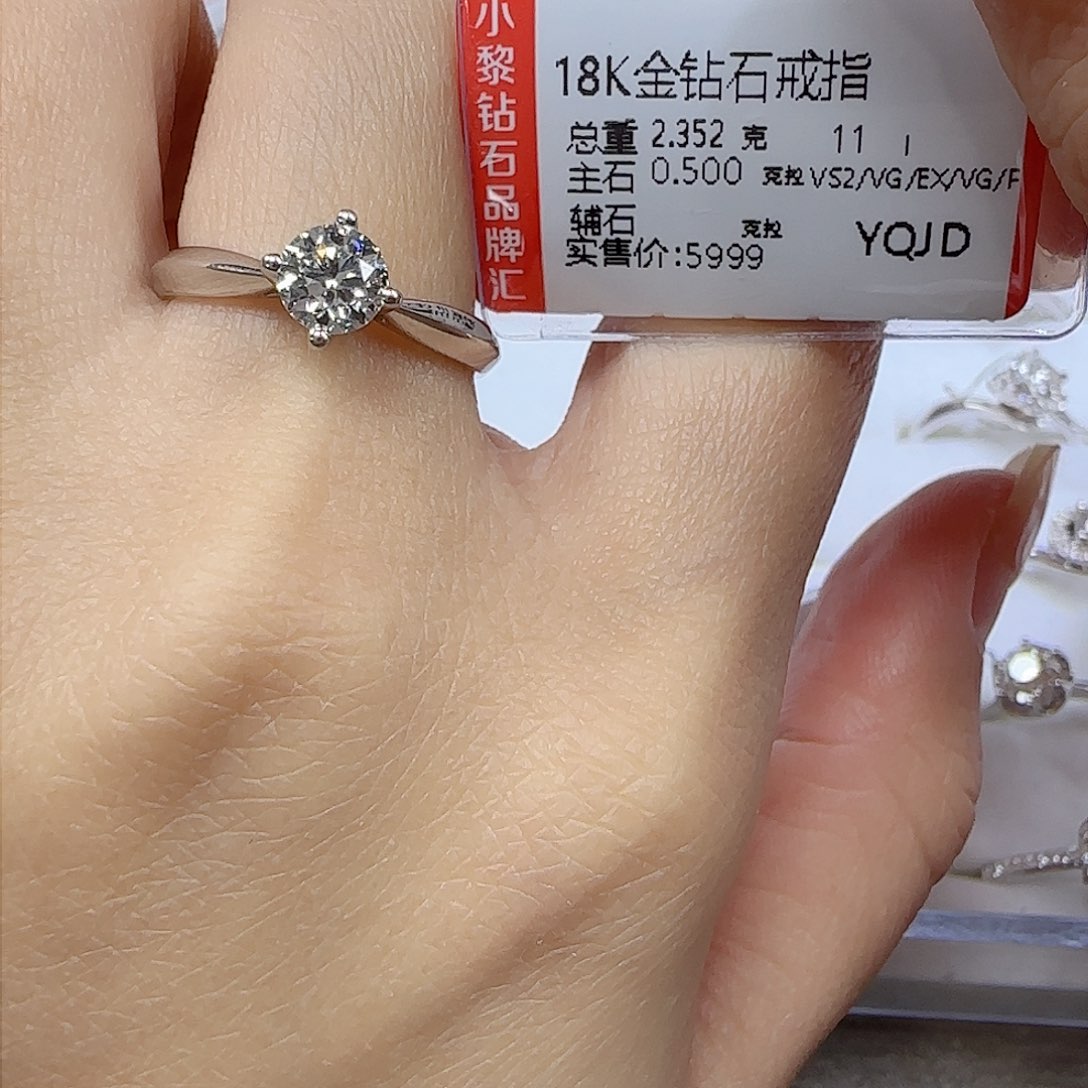 小黎钻石品牌汇
18K金钻石戒指
总重 2.352 克 11 I
主石 0.500 克拉 VS2/VG/EX/VG/F
辅石 克拉 YQJD
实售价:5999